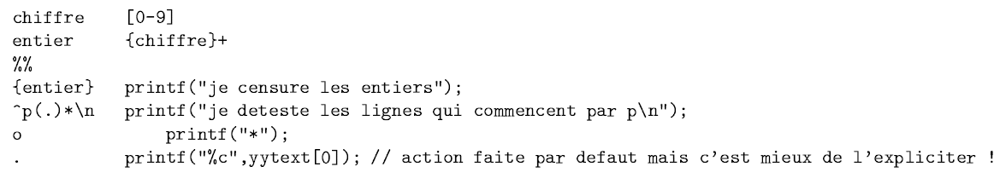 chiffre    [0-9]
entier     {chiffre}+
%%
{entier}   printf("je censure les entiers");
^p(.)*\n   printf("je deteste les lignes qui commencent par p\n");
o              printf("*");
.          printf("%c",yytext[0]); // action faite par defaut mais c'est mieux de l'expliciter !